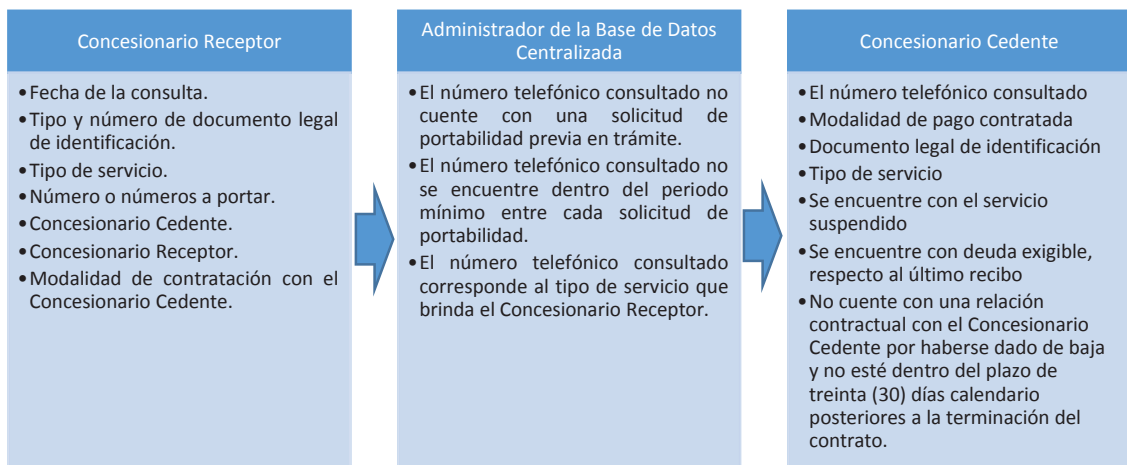 Concesionario Receptor
• Fecha de la consulta.
• Tipo y número de documento legal
de identificación.
• Tipo de servicio.
• Número o números a portar.
• Concesionario Cedente.
• Concesionario Receptor.
• Modalidad de contratación con el
Concesionario Cedente.
Administrador de la Base de Datos
Centralizada
• El número telefónico consultado no
cuente con una solicitud de
portabilidad previa en trámite.
• El número telefónico consultado no
se encuentre dentro del periodo
mínimo entre cada solicitud de
portabilidad.
• El número telefónico consultado
corresponde al tipo de servicio que
brinda el Concesionario Receptor.
Concesionario Cedente
• El número telefónico consultado
• Modalidad de pago contratada
• Documento legal de identificación
• Tipo de servicio
• Se encuentre con el servicio
suspendido
• Se encuentre con deuda exigible,
respecto al último recibo
• No cuente con una relación
contractual con el Concesionario
Cedente por haberse dado de baja
y no esté dentro del plazo de
treinta (30) días calendario
posteriores a la terminación del
contrato.